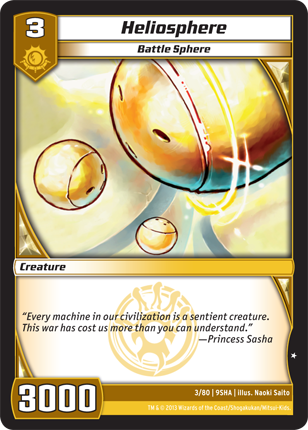 3
Heliosphere
Battle Sphere
Creature
“Every machine in our civilization is a sentient creature.
This war has cost us more than you can understand.”
—Princess Sasha
3/80 | 9SHA | illus. Naoki Saito
3000
TM & © 2013 Wizards of the Coast/Shogakukan/Mitsui-Kids.